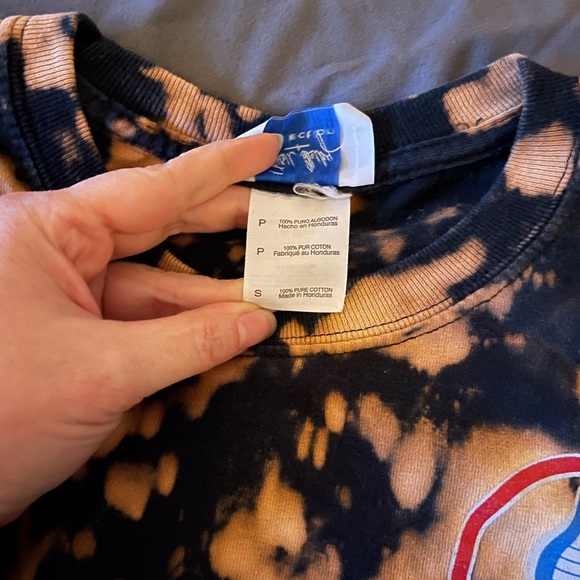 P 100% PURO ALGODON
Hecho en Honduras
P 100% PUR COTON
Fabriqué au Honduras
S 100% PURE COTTON
Made in Honduras